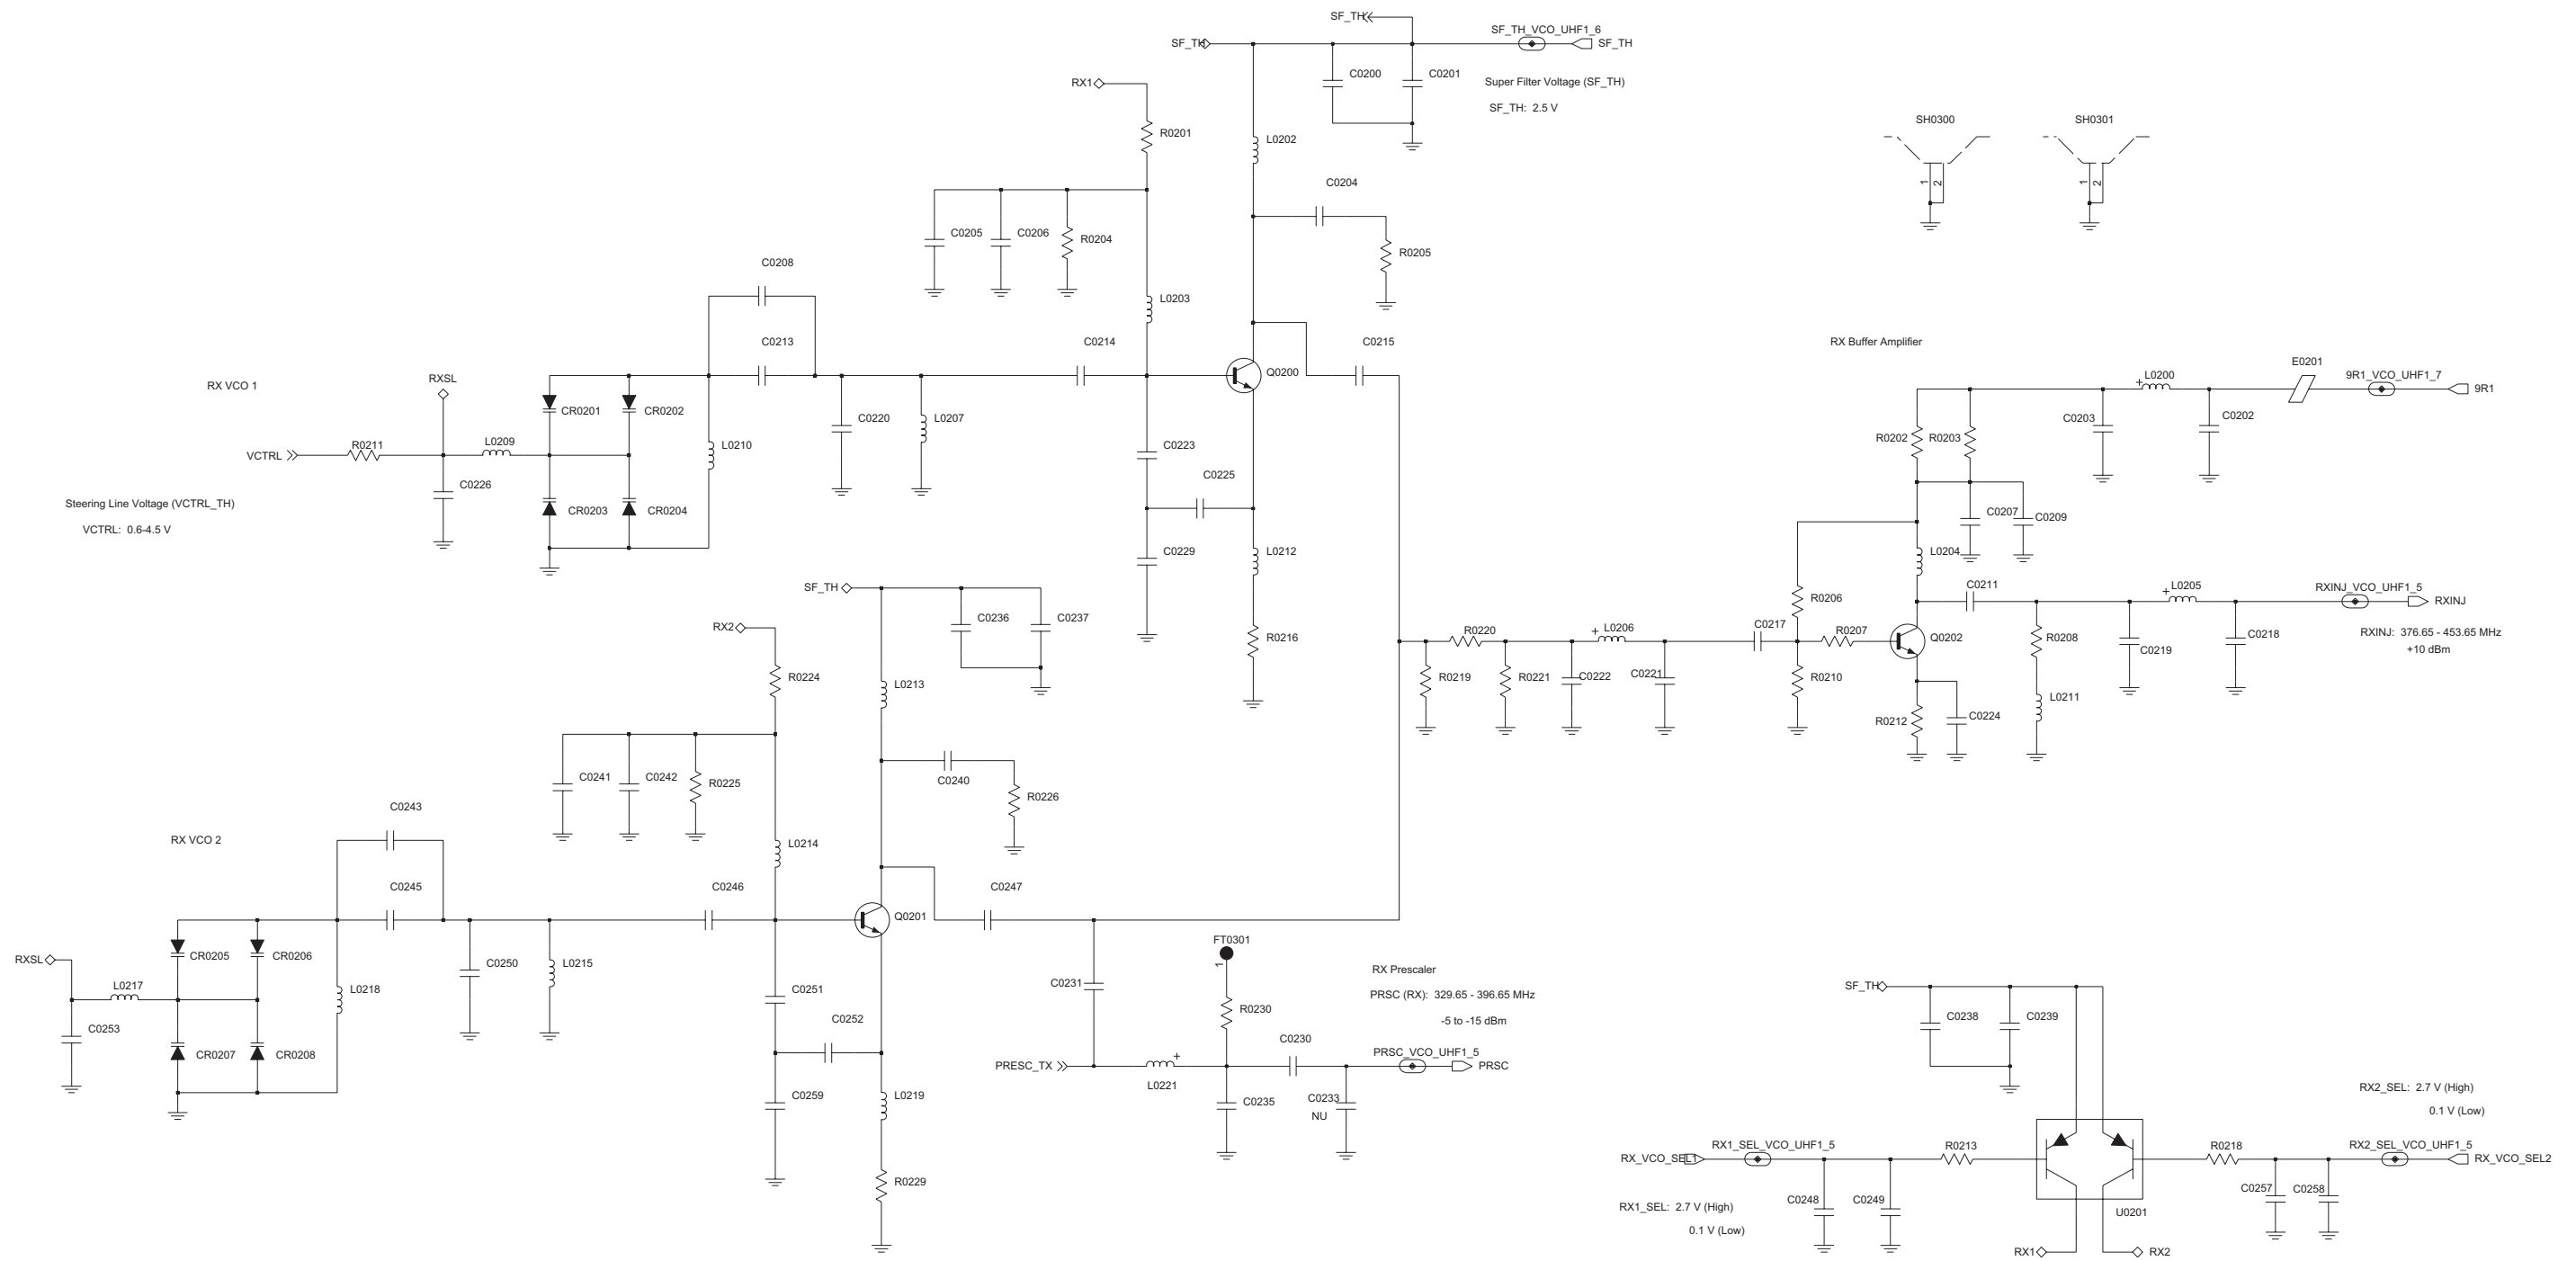 SF_TH
SF_TH
SF_TH_VCO_UHF1_6
SF_TH
C0200
C0201
Super Filter Voltage (SF_TH)
SF_TH: 2.5 V
RX1
R0201
L0202
SH0300
SH0301
1
2
1
2
C0204
C0205
C0206
R0204
R0205
C0208
L0203
C0213
C0214
Q0200
C0215
RX Buffer Amplifier
E0201
L0200
+
9R1_VCO_UHF1_7
9R1
RX VCO 1
RXSL
CR0201
CR0202
C0220
L0207
C0203
C0202
R0202
R0203
VCTRL
R0211
L0209
L0210
C0223
C0226
C0225
Steering Line Voltage (VCTRL_TH)
VCTRL: 0.6-4.5 V
CR0203
CR0204
C0207
C0209
C0229
L0212
L0204
SF_TH
C0211
L0205
+
RXINJ_VCO_UHF1_5
RXINJ
R0206
C0236
C0237
RX2
R0216
R0220
L0206
+
C0217
R0207
Q0202
R0208
C0219
C0218
RXINJ: 376.65 - 453.65 MHz
+10 dBm
R0224
L0213
R0219
R0221
C0222
C0221
R0210
L0211
R0212
C0224
C0241
C0242
R0225
C0240
R0226
C0243
RX VCO 2
L0214
C0245
C0246
Q0201
C0247
RXSL
CR0205
CR0206
C0250
L0215
FT0301
1
RX Prescaler
L0217
L0218
C0251
C0231
R0230
PRSC (RX): 329.65 - 396.65 MHz
-5 to -15 dBm
SF_TH
C0238
C0239
C0253
C0252
CR0207
CR0208
C0230
PRSC_VCO_UHF1_5
PRSC
PRESC_TX
L0221
C0259
L0219
C0235
C0233
NU
RX2_SEL: 2.7 V (High)
0.1 V (Low)
RX_VCO_SEL1
RX1_SEL_VCO_UHF1_5
R0213
R0218
RX2_SEL_VCO_UHF1_5
RX_VCO_SEL2
R0229
RX1_SEL: 2.7 V (High)
0.1 V (Low)
C0248
C0249
U0201
C0257
C0258
RX1
RX2